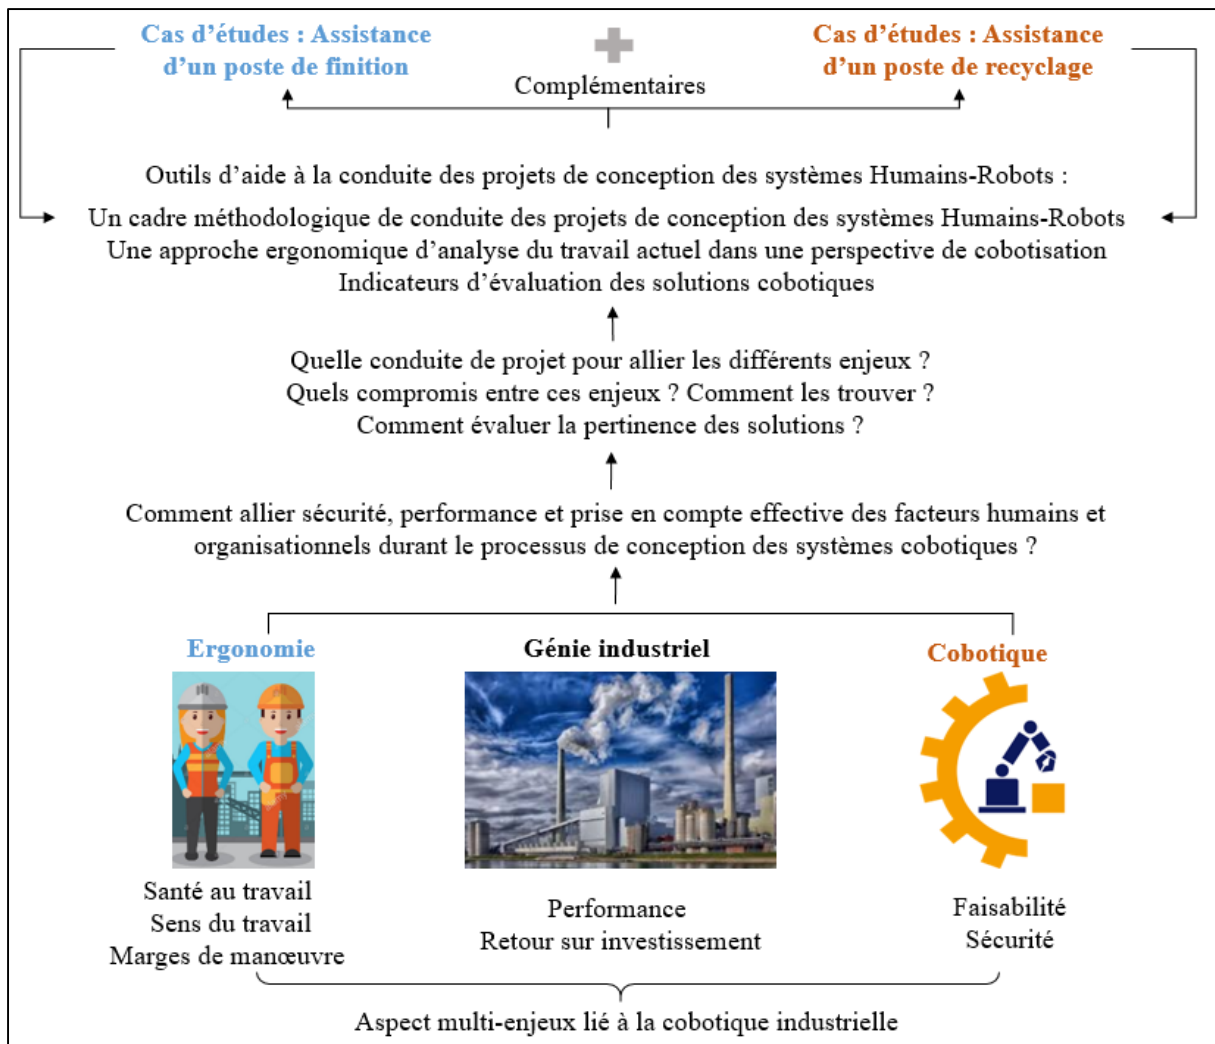 Cas d’études : Assistance
d’un poste de finition
Complémentaires
Cas d’études : Assistance
d’un poste de recyclage
Outils d’aide à la conduite des projets de conception des systèmes Humains-Robots :
Un cadre méthodologique de conduite des projets de conception des systèmes Humains-Robots
Une approche ergonomique d’analyse du travail actuel dans une perspective de cobotisation
Indicateurs d’évaluation des solutions cobotiques
Quelle conduite de projet pour allier les différents enjeux ?
Quels compromis entre ces enjeux ? Comment les trouver ?
Comment évaluer la pertinence des solutions ?
Comment allier sécurité, performance et prise en compte effective des facteurs humains et
organisationnels durant le processus de conception des systèmes cobotiques ?
Ergonomie
Génie industriel
Cobotique
Santé au travail
Sens du travail
Marges de manœuvre
Performance
Retour sur investissement
Faisabilité
Sécurité
Aspect multi-enjeux lié à la cobotique industrielle